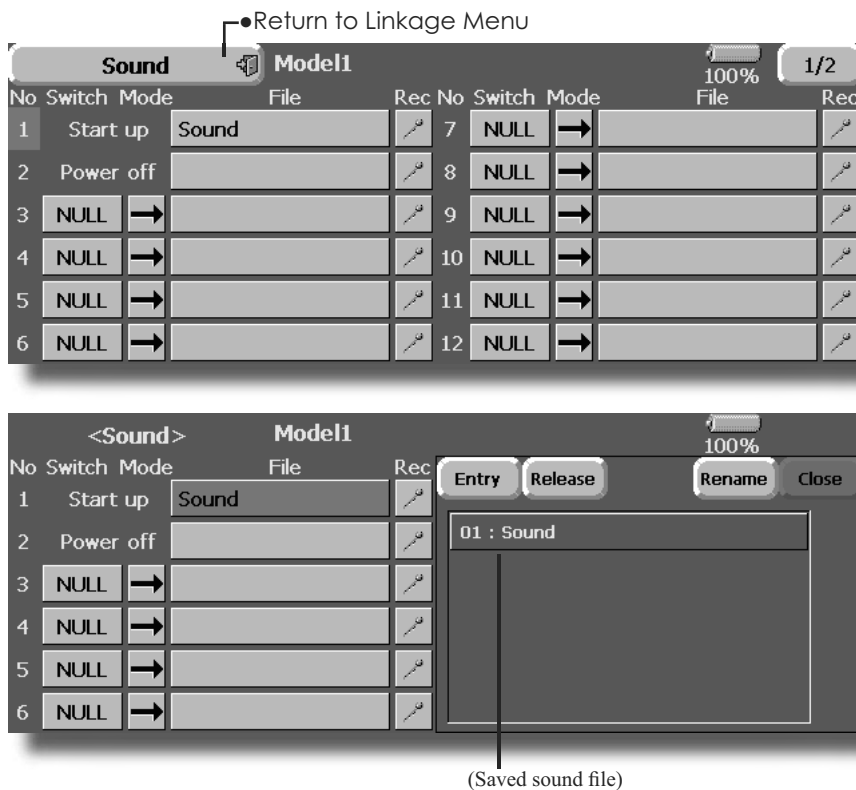 ●Return to Linkage Menu
Sound Model1 100% 1/2
No Switch Mode File Rec No Switch Mode File Rec
1 Start up Sound 7 NULL
2 Power off 8 NULL
3 NULL 9 NULL
4 NULL 10 NULL
5 NULL 11 NULL
6 NULL 12 NULL
<Sound> Model1 100%
No Switch Mode File Rec Entry Release Rename Close
1 Start up Sound
01 : Sound
2 Power off
3 NULL
4 NULL
5 NULL
6 NULL
(Saved sound file)